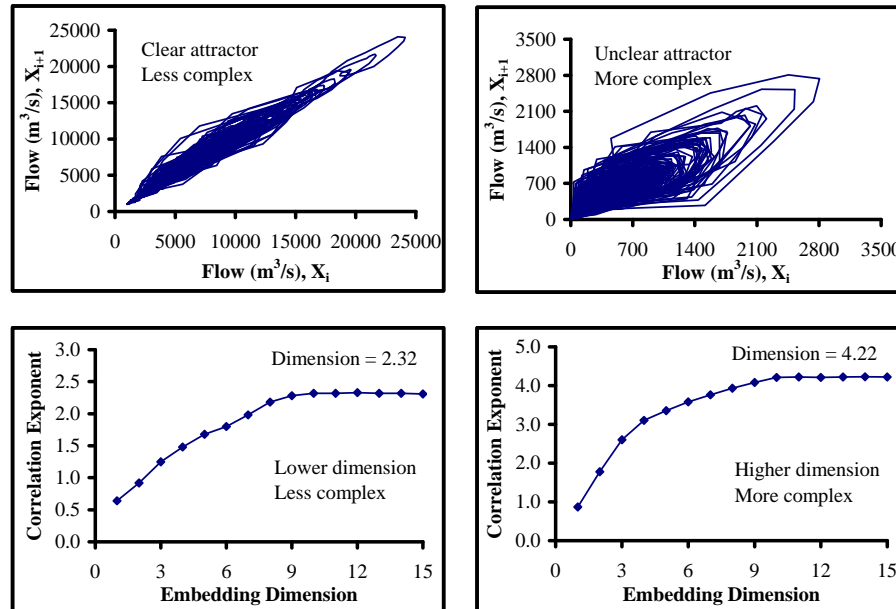 Flow (m³/s), Xᵢ₊₁
25000
20000
15000
10000
5000
0
Clear attractor
Less complex
0 5000 10000 15000 20000 25000
Flow (m³/s), Xᵢ
Flow (m³/s), Xᵢ₊₁
3500
2800
2100
1400
700
0
Unclear attractor
More complex
0 700 1400 2100 2800 3500
Flow (m³/s), Xᵢ
Correlation Exponent
3.0
2.5
2.0
1.5
1.0
0.5
0.0
Dimension = 2.32
Lower dimension
Less complex
0 3 6 9 12 15
Embedding Dimension
Correlation Exponent
5.0
4.0
3.0
2.0
1.0
0.0
Dimension = 4.22
Higher dimension
More complex
0 3 6 9 12 15
Embedding Dimension